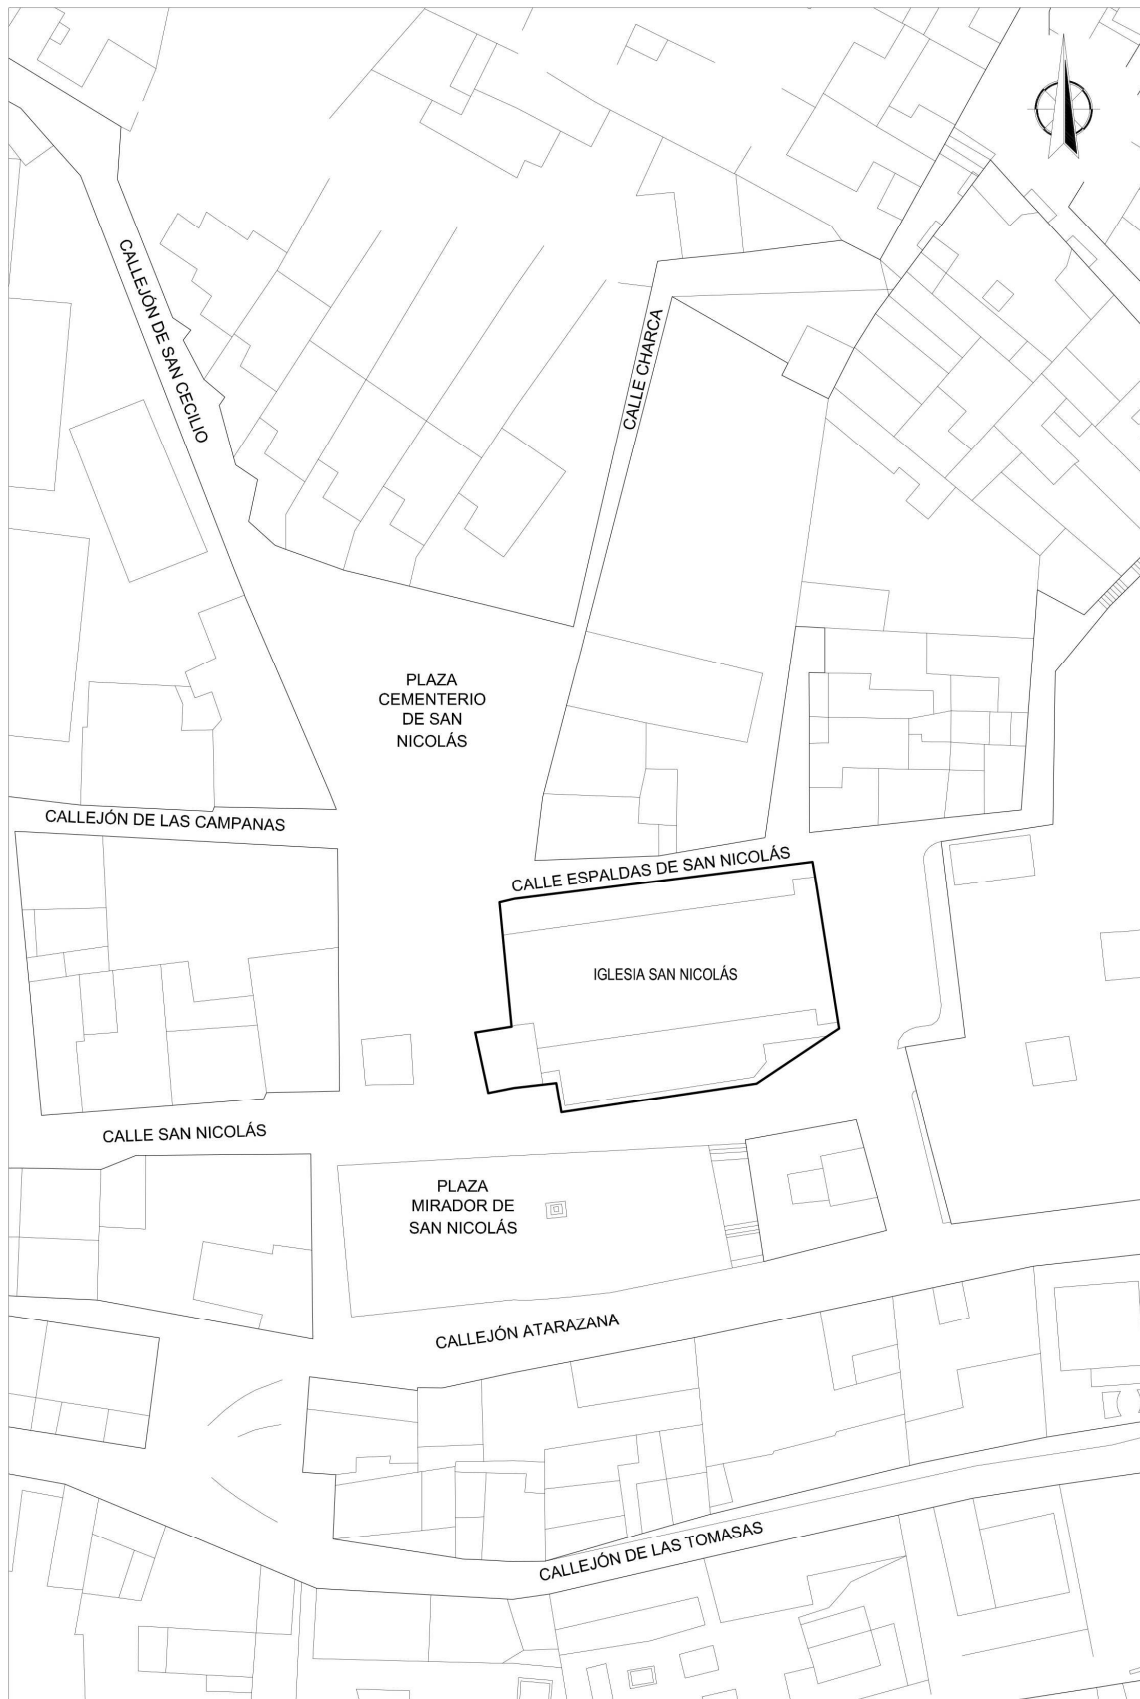 CALLEJÓN DE SAN CECILIO
CALLE CHARCA
PLAZA
CEMENTERIO
DE SAN
NICOLÁS
CALLEJÓN DE LAS CAMPANAS
CALLE ESPALDAS DE SAN NICOLÁS
IGLESIA SAN NICOLÁS
CALLE SAN NICOLÁS
PLAZA
MIRADOR DE
SAN NICOLÁS
CALLEJÓN ATARAZANA
CALLEJÓN DE LAS TOMASAS